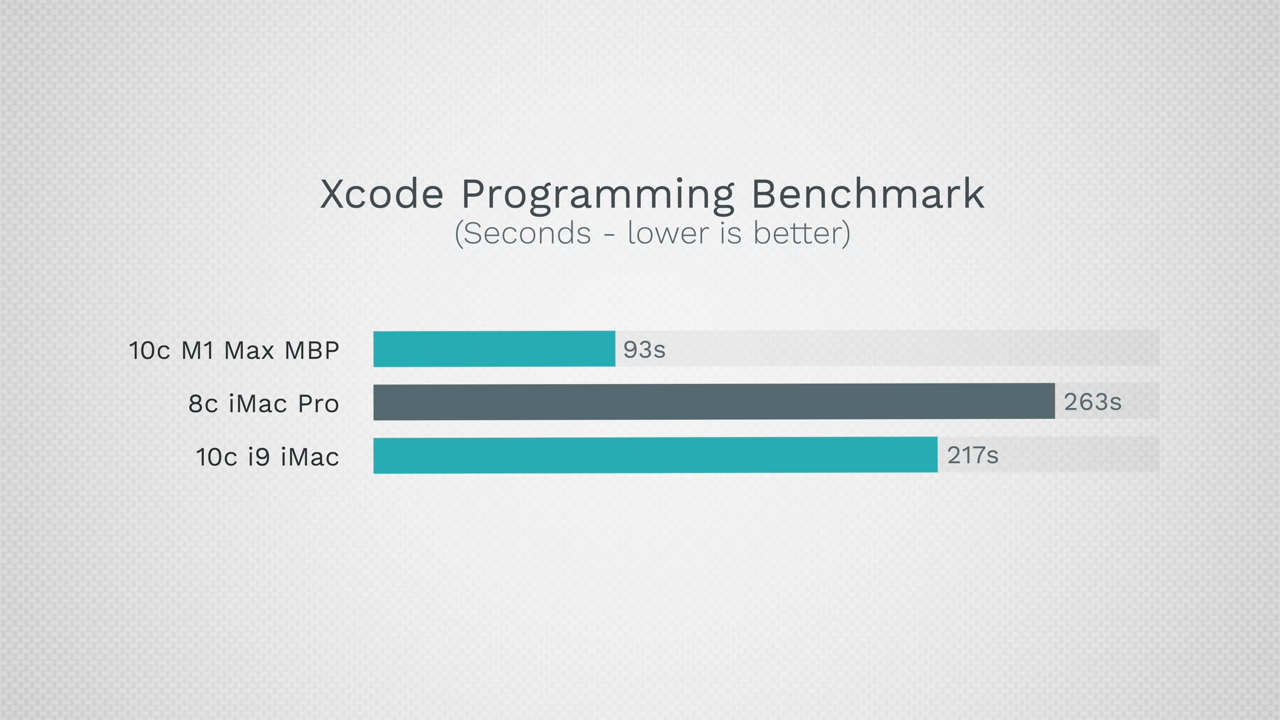 Xcode Programming Benchmark
(Seconds - lower is better)
10c M1 Max MBP 93s
8c iMac Pro 263s
10c i9 iMac 217s